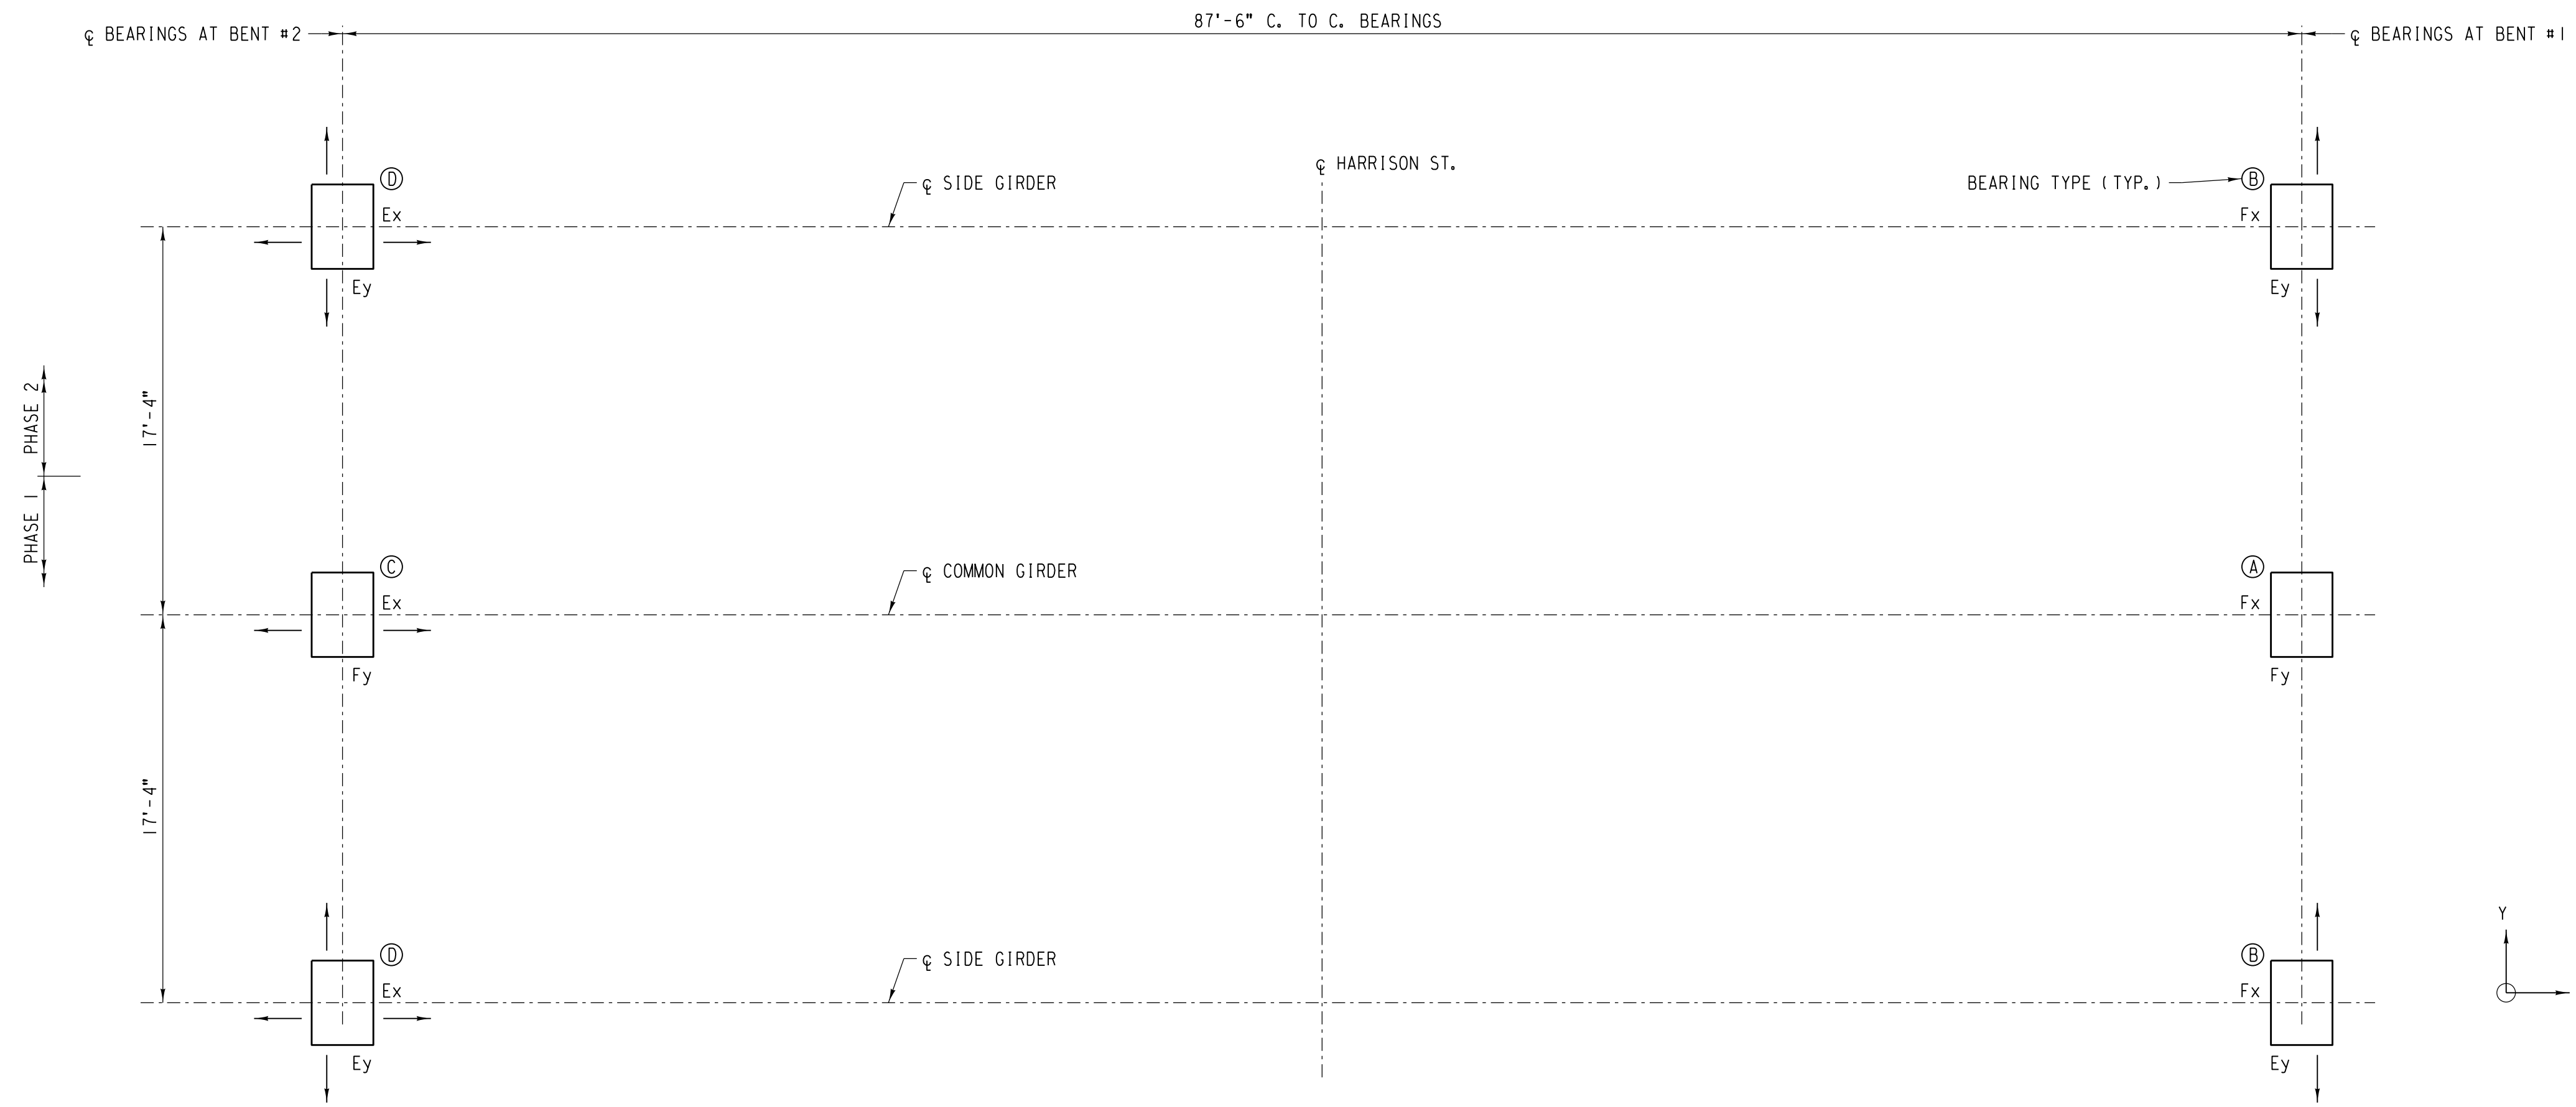 87'-6" C. TO C. BEARINGS
℄ BEARINGS AT BENT #2
℄ BEARINGS AT BENT #1
℄ HARRISON ST.
D
℄ SIDE GIRDER
BEARING TYPE (TYP.)
B
Ex
Fx
Ey
Ey
PHASE 2
17'-4"
PHASE 1
C
℄ COMMON GIRDER
A
Ex
Fx
Fy
Fy
17'-4"
Y
D
℄ SIDE GIRDER
B
Ex
Fx
Ey
Ey